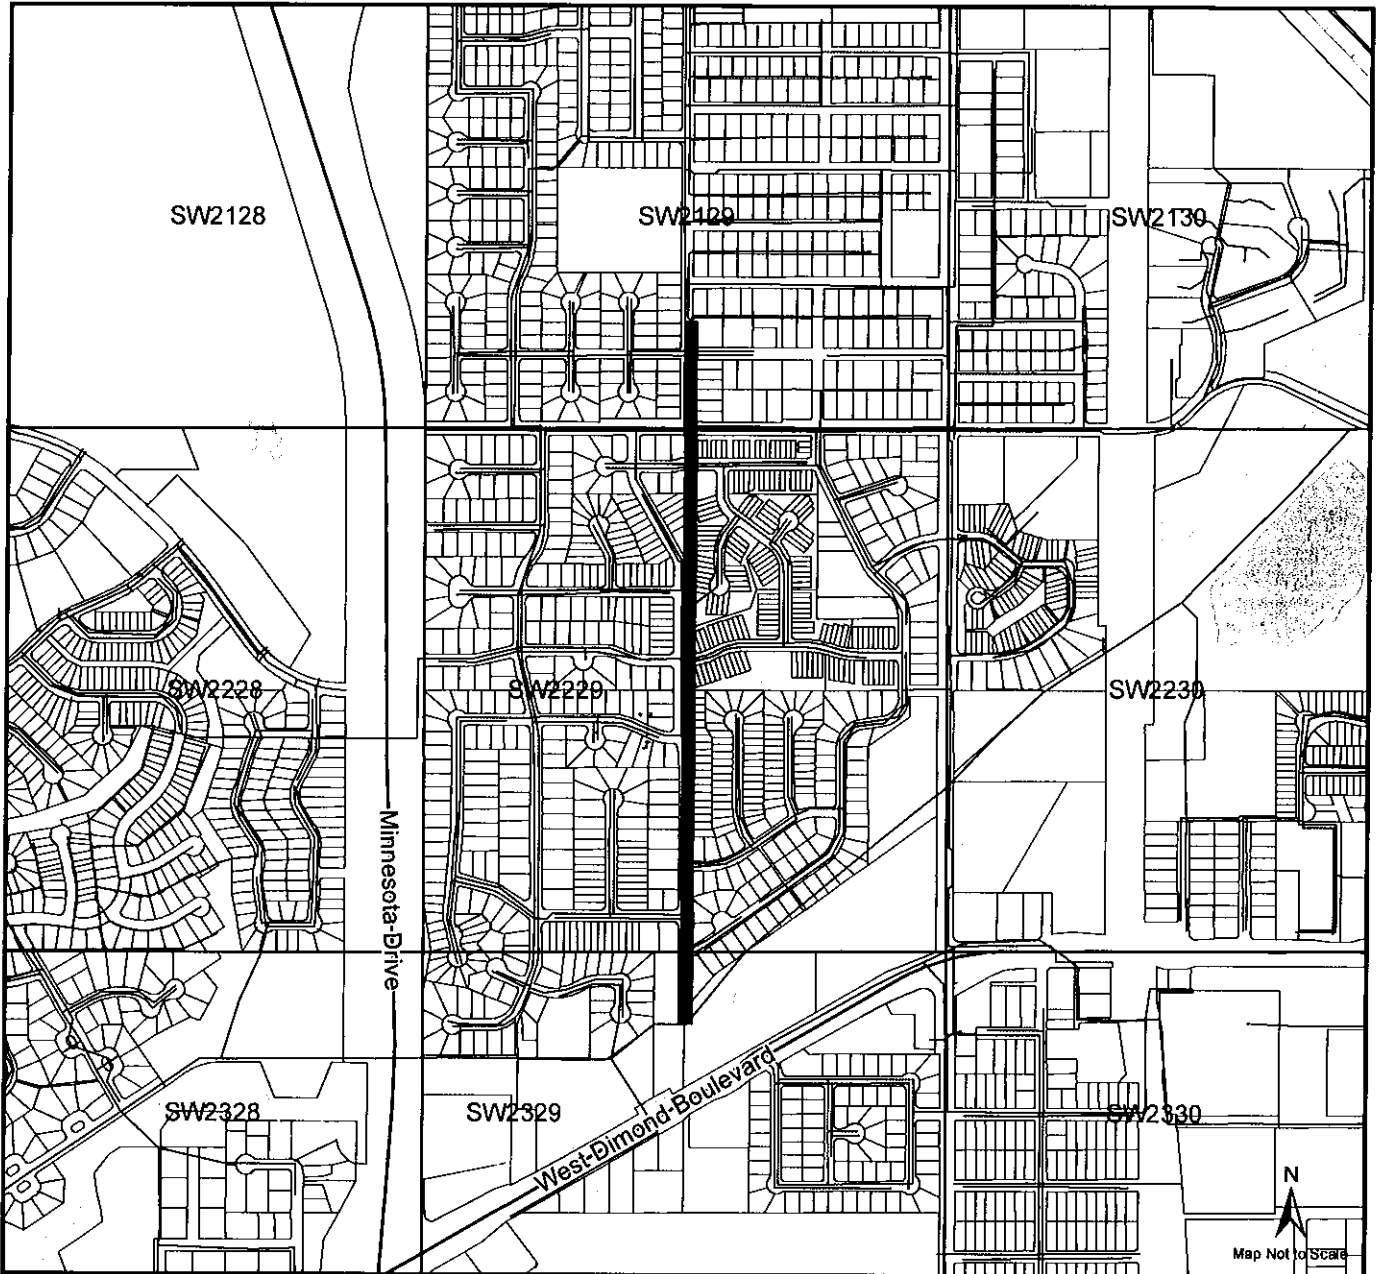 SW2128
SW2129
SW2130
SW2228
SW2229
SW2230
Minnesota-Drive
SW2328
SW2329
West-Dimond-Boulevard
SW2330
N
Map Not to Scale